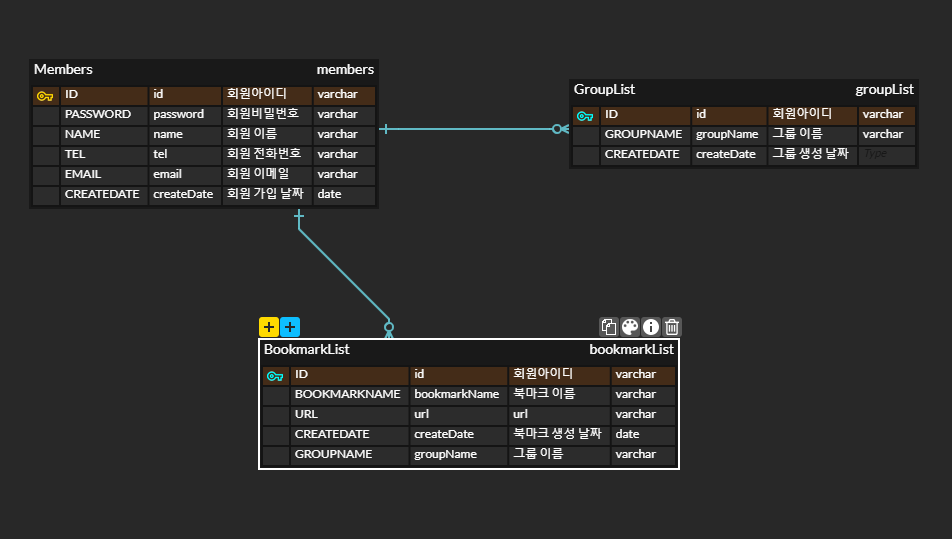 Members members
ID id 회원아이디 varchar
PASSWORD password 회원비밀번호 varchar
NAME name 회원 이름 varchar
TEL tel 회원 전화번호 varchar
EMAIL email 회원 이메일 varchar
CREATEDATE createDate 회원 가입 날짜 date
GroupList groupList
ID id 회원아이디 varchar
GROUPNAME groupName 그룹 이름 varchar
CREATEDATE createDate 그룹 생성 날짜 Type
BookmarkList bookmarkList
ID id 회원아이디 varchar
BOOKMARKNAME bookmarkName 북마크 이름 varchar
URL url url varchar
CREATEDATE createDate 북마크 생성 날짜 date
GROUPNAME groupName 그룹 이름 varchar